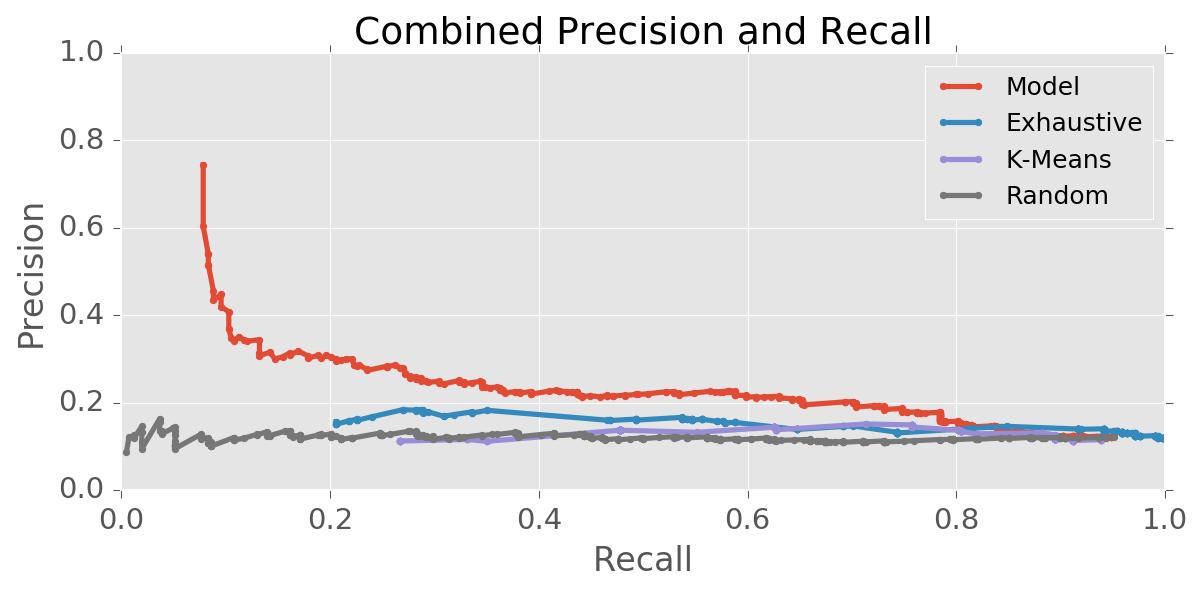 Combined Precision and Recall
1.0
0.8
0.6
0.4
0.2
0.0
Precision
Model
Exhaustive
K-Means
Random
0.0 0.2 0.4 0.6 0.8 1.0
Recall